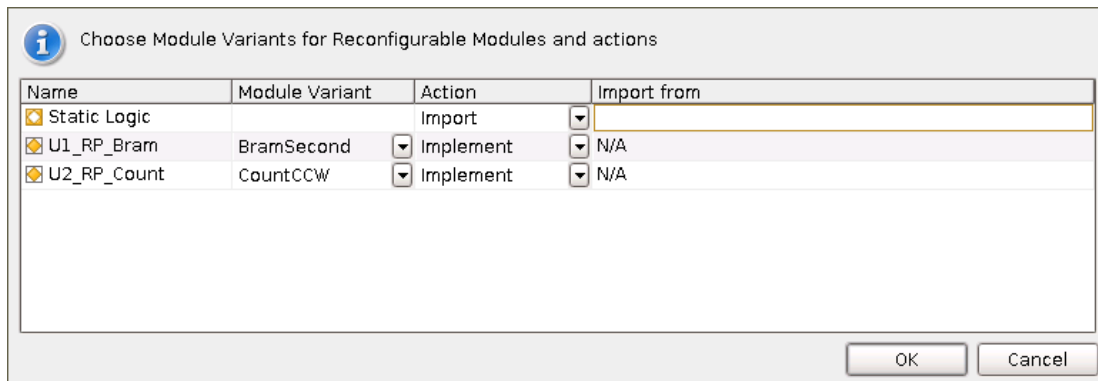 Choose Module Variants for Reconfigurable Modules and actions
Name Module Variant Action Import from
Static Logic Import
U1_RP_Bram BramSecond Implement N/A
U2_RP_Count CountCCW Implement N/A
OK Cancel